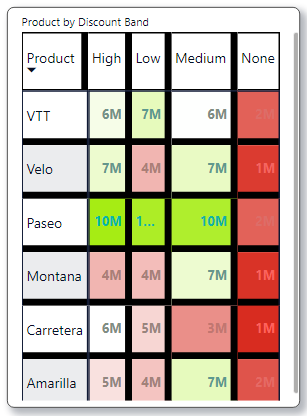 Product by Discount Band
Product High Low Medium None
VTT 6M 7M 6M 2M
Velo 7M 4M 7M 1M
Paseo 10M 1... 10M 2M
Montana 4M 4M 7M 1M
Carretera 6M 5M 3M 1M
Amarilla 5M 4M 7M 2M